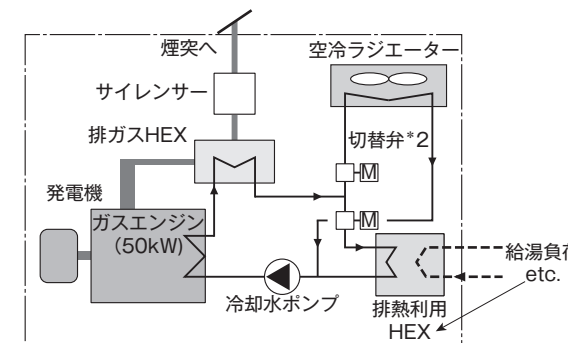 煙突へ
空冷ラジエーター
サイレンサー
排ガスHEX
切替弁*2
M
発電機
ガスエンジン
(50kW)
M
給湯負荷
etc.
冷却水ポンプ
排熱利用
HEX